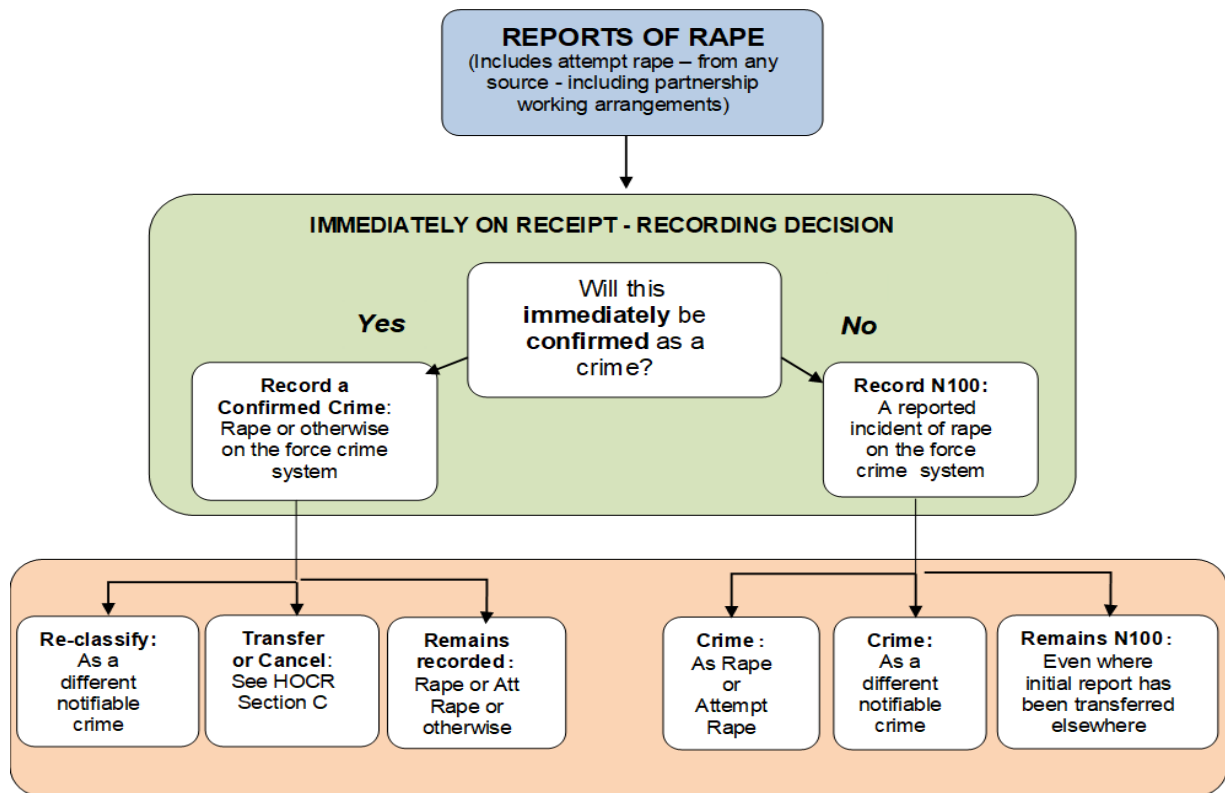 REPORTS OF RAPE
(Includes attempt rape – from any
source - including partnership
working arrangements)
IMMEDIATELY ON RECEIPT - RECORDING DECISION
Will this
immediately be
confirmed as a
crime?
Yes
No
Record a
Confirmed Crime:
Rape or otherwise
on the force crime
system
Record N100:
A reported
incident of rape
on the force
crime system
Re-classify:
As a
different
notifiable
crime
Transfer
or Cancel:
See HOCR
Section C
Remains
recorded :
Rape or Att
Rape or
otherwise
Crime :
As Rape
or
Attempt
Rape
Crime:
As a
different
notifiable
crime
Remains N100 :
Even where
initial report has
been transferred
elsewhere